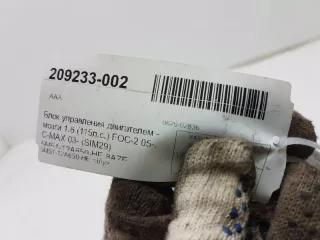 209233-002
AAA
Блок управления двигателем -
мозги 1.6 (115л.с.) FOC-2 05-
C-MAX 03- (SIM29)